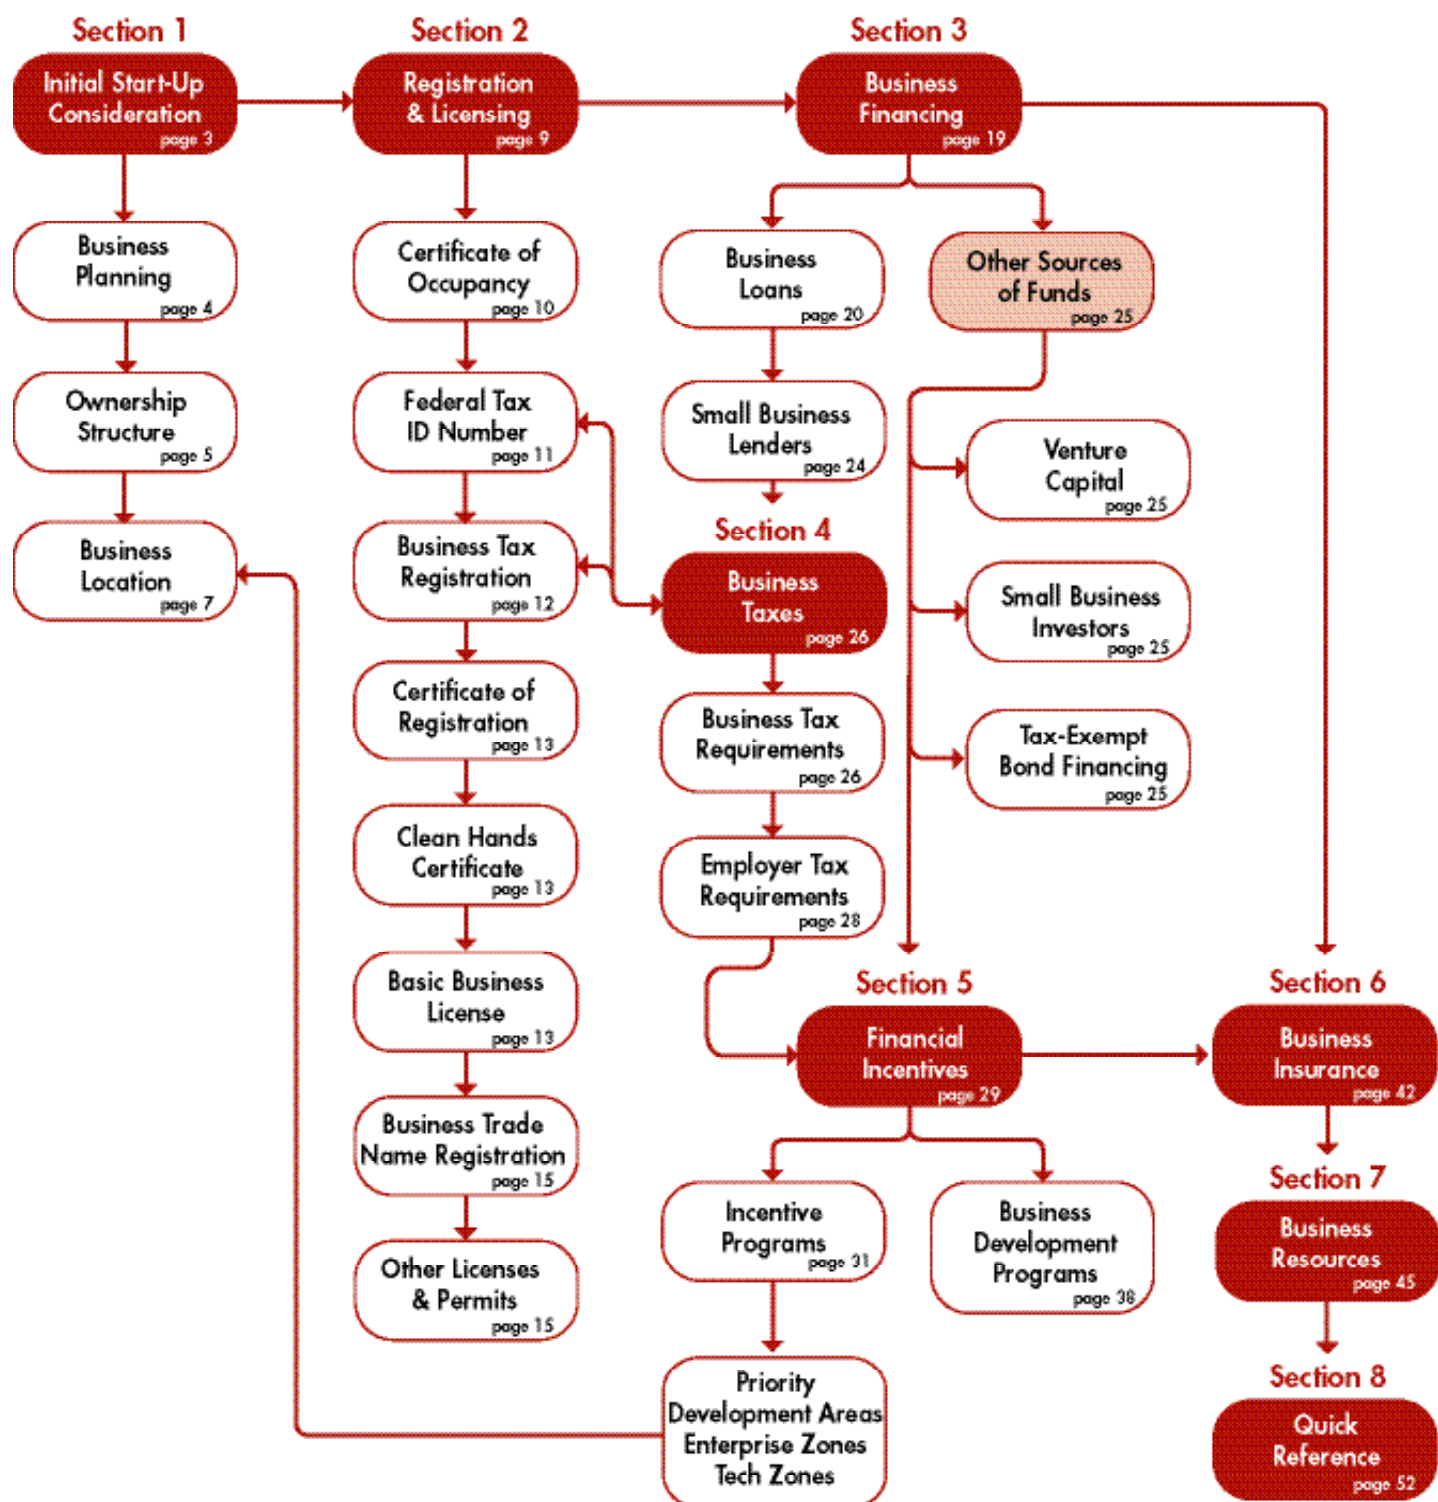 Section 1
Initial Start-Up
Consideration
page 3
Business
Planning
page 4
Ownership
Structure
page 5
Business
Location
page 7
Section 2
Registration
& Licensing
page 9
Certificate of
Occupancy
page 10
Federal Tax
ID Number
page 11
Business Tax
Registration
page 12
Certificate of
Registration
page 13
Clean Hands
Certificate
page 13
Basic Business
License
page 13
Business Trade
Name Registration
page 15
Other Licenses
& Permits
page 15
Section 3
Business
Financing
page 19
Business
Loans
page 20
Small Business
Lenders
page 24
Other Sources
of Funds
page 25
Venture
Capital
page 25
Small Business
Investors
page 25
Tax-Exempt
Bond Financing
page 25
Section 4
Business
Taxes
page 26
Business Tax
Requirements
page 26
Employer Tax
Requirements
page 28
Section 5
Financial
Incentives
page 29
Incentive
Programs
page 31
Priority
Development Areas
Enterprise Zones
Tech Zones
Business
Development
Programs
page 38
Section 6
Business
Insurance
page 42
Section 7
Business
Resources
page 45
Section 8
Quick
Reference
page 52